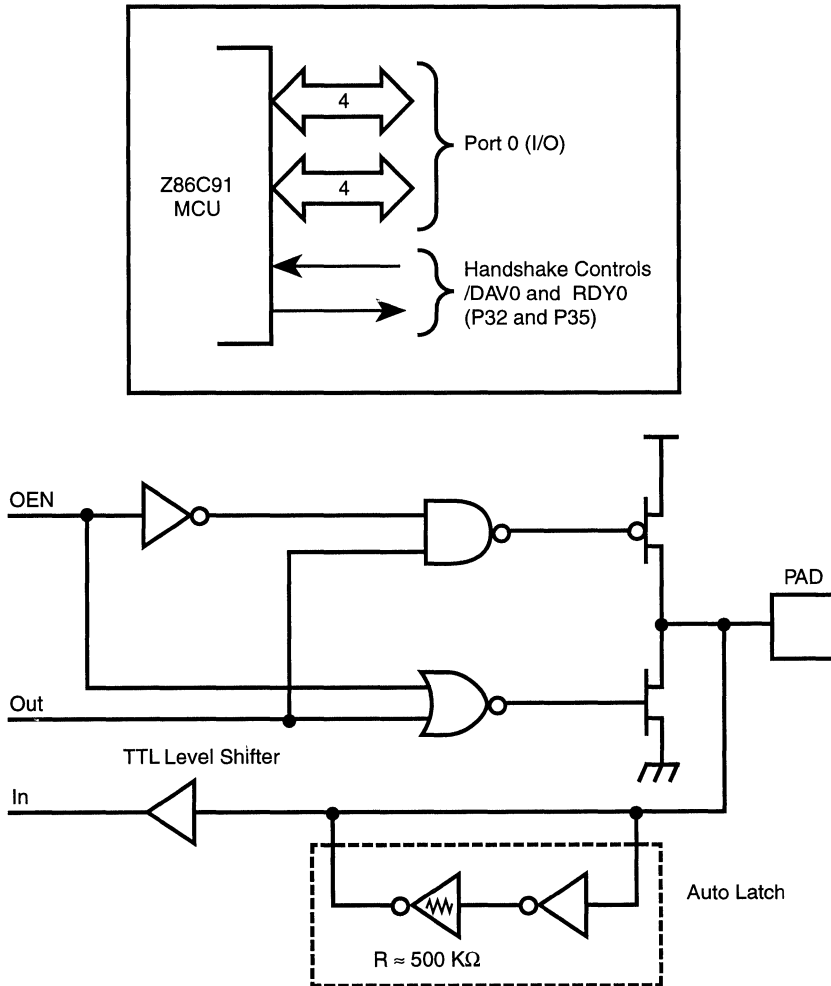 4
Port 0 (I/O)
Z86C91
MCU
4
Handshake Controls
/DAV0 and RDY0
(P32 and P35)
OEN
PAD
Out
TTL Level Shifter
In
Auto Latch
R ≈ 500 KΩ